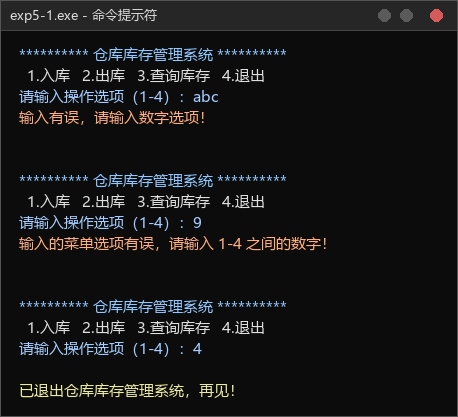 exp5-1.exe - 命令提示符
********** 仓库库存管理系统 **********
1.入库 2.出库 3.查询库存 4.退出
请输入操作选项（1-4）：abc
输入有误，请输入数字选项！
********** 仓库库存管理系统 **********
1.入库 2.出库 3.查询库存 4.退出
请输入操作选项（1-4）：9
输入的菜单选项有误，请输入 1-4 之间的数字！
********** 仓库库存管理系统 **********
1.入库 2.出库 3.查询库存 4.退出
请输入操作选项（1-4）：4
已退出仓库库存管理系统，再见！